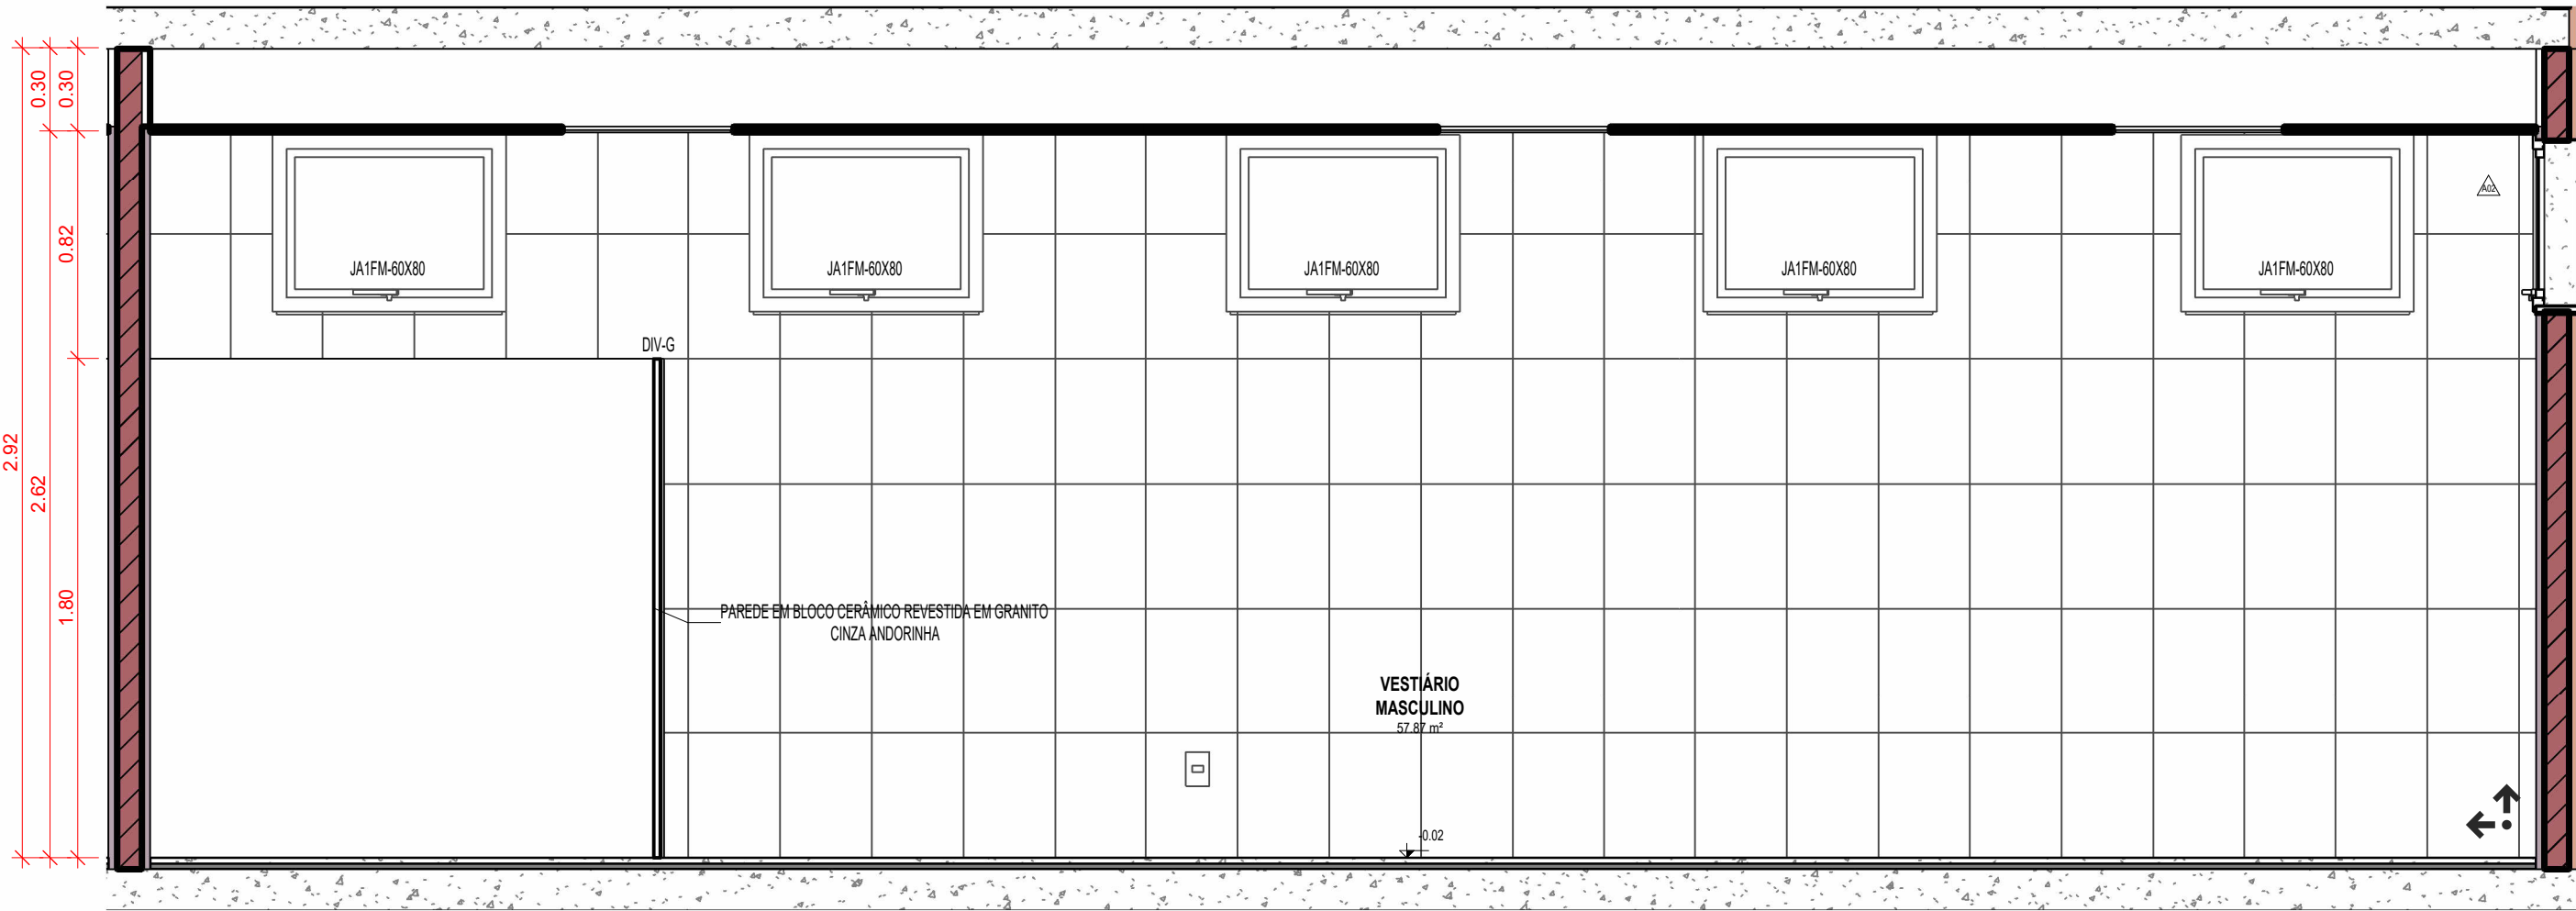 0.30
0.30
A02
0.82
JA1FM-60X80
JA1FM-60X80
JA1FM-60X80
JA1FM-60X80
JA1FM-60X80
DIV-G
2.92
2.62
1.80
PAREDE EM BLOCO CERÂMICO REVESTIDA EM GRANITO
CINZA ANDORINHA
VESTIÁRIO
MASCULINO
57.87 m²
-0.02